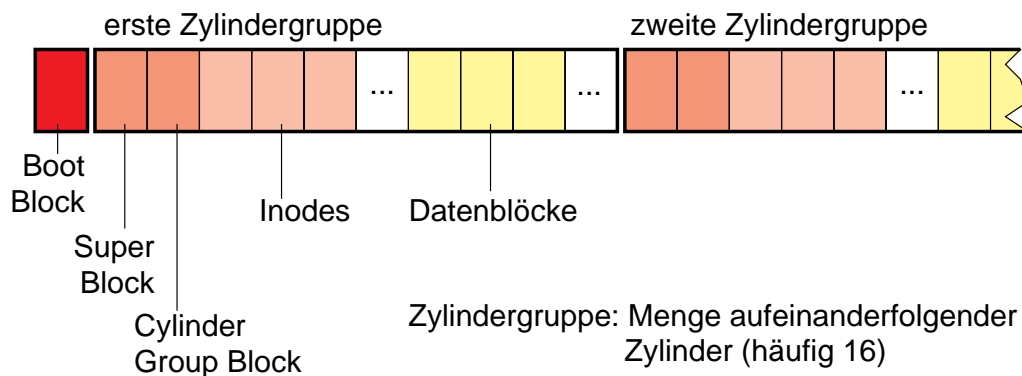 erste Zylindergruppe
zweite Zylindergruppe
...
...
...
Boot
Block
Super
Block
Cylinder
Group Block
Inodes
Datenblöcke
Zylindergruppe: Menge aufeinanderfolgender
Zylinder (häufig 16)